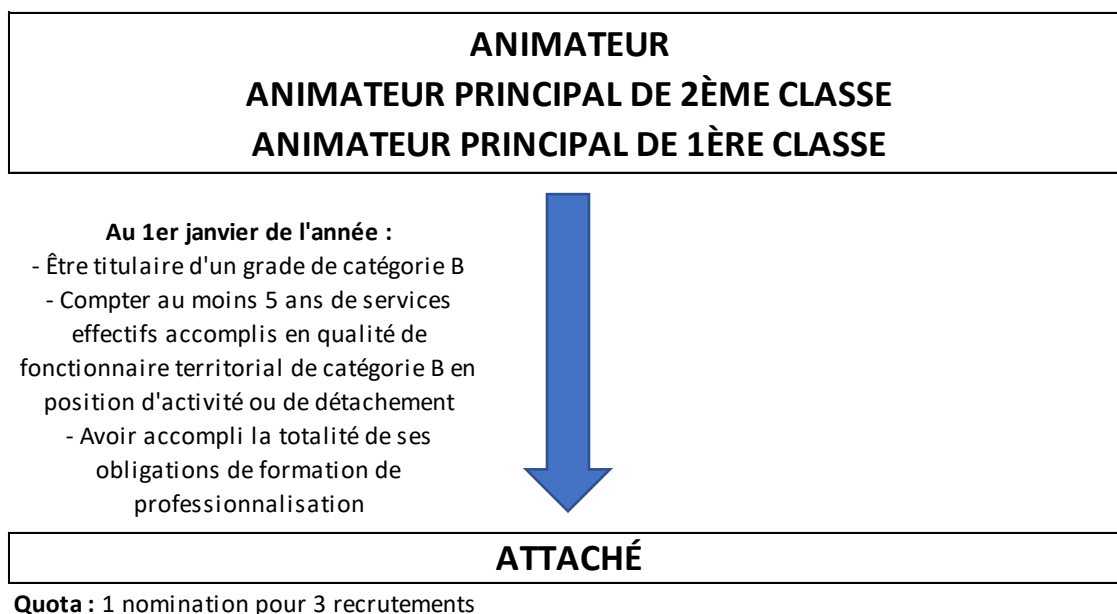 ANIMATEUR
ANIMATEUR PRINCIPAL DE 2ÈME CLASSE
ANIMATEUR PRINCIPAL DE 1ÈRE CLASSE
Au 1er janvier de l'année :
- Être titulaire d'un grade de catégorie B
- Compter au moins 5 ans de services
effectifs accomplis en qualité de
fonctionnaire territorial de catégorie B en
position d'activité ou de détachement
- Avoir accompli la totalité de ses
obligations de formation de
professionnalisation
ATTACHÉ
Quota : 1 nomination pour 3 recrutements